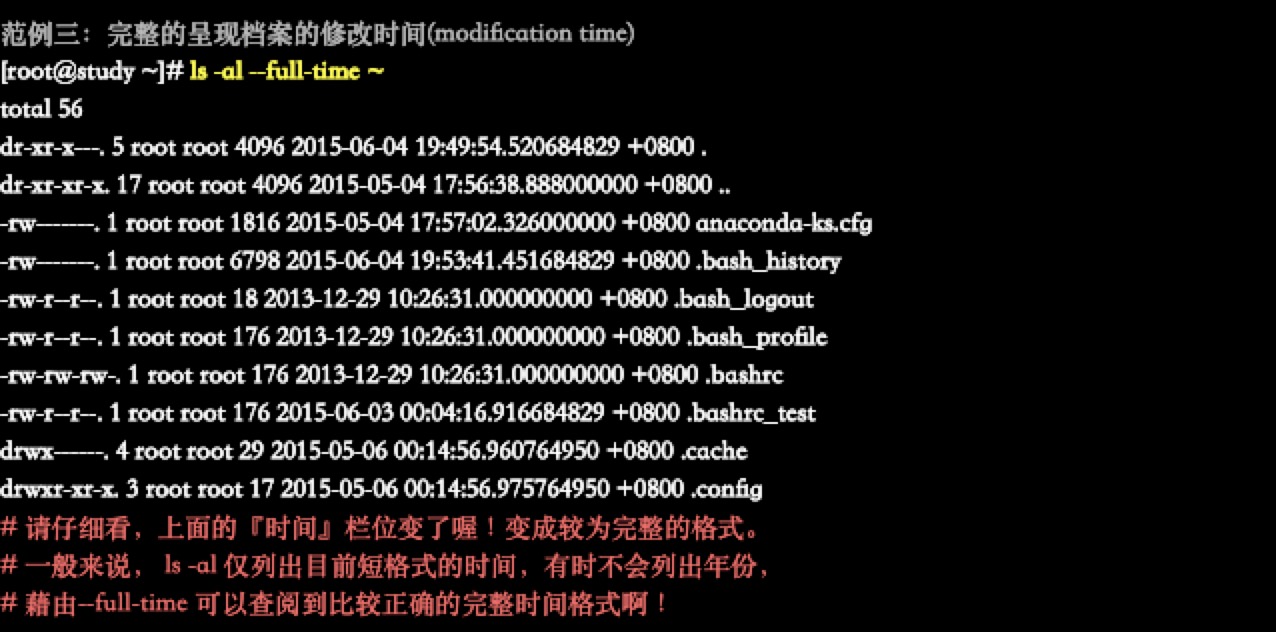 范例三：完整的呈现档案的修改时间(modification time)
[root@study ~]# ls -al --full-time ~
total 56
dr-xr-x---. 5 root root 4096 2015-06-04 19:49:54.520684829 +0800 .
dr-xr-xr-x. 17 root root 4096 2015-05-04 17:56:38.888000000 +0800 ..
-rw-------. 1 root root 1816 2015-05-04 17:57:02.326000000 +0800 anaconda-ks.cfg
-rw-------. 1 root root 6798 2015-06-04 19:53:41.451684829 +0800 .bash_history
-rw-r--r--. 1 root root 18 2013-12-29 10:26:31.000000000 +0800 .bash_logout
-rw-r--r--. 1 root root 176 2013-12-29 10:26:31.000000000 +0800 .bash_profile
-rw-rw-rw-. 1 root root 176 2013-12-29 10:26:31.000000000 +0800 .bashrc
-rw-r--r--. 1 root root 176 2015-06-03 00:04:16.916684829 +0800 .bashrc_test
drwx------. 4 root root 29 2015-05-06 00:14:56.960764950 +0800 .cache
drwxr-xr-x. 3 root root 17 2015-05-06 00:14:56.975764950 +0800 .config
# 请仔细看，上面的『时间』栏位变了喔！变成较为完整的格式。
# 一般来说， ls -al 仅列出目前短格式的时间，有时不会列出年份，
# 藉由--full-time 可以查阅到比较正确的完整时间格式啊！